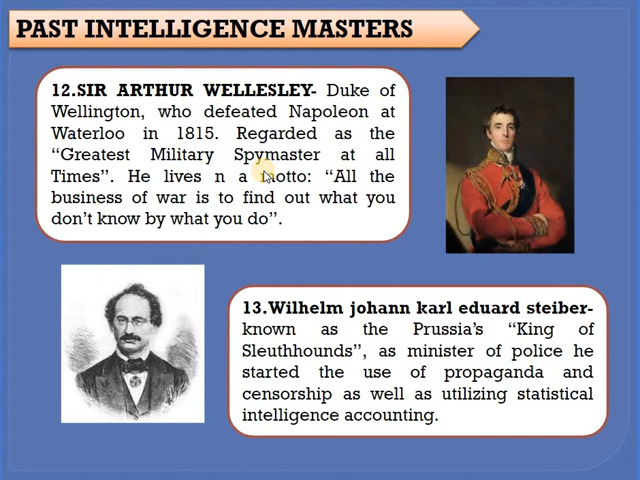 PAST INTELLIGENCE MASTERS
12.SIR ARTHUR WELLESLEY- Duke of
Wellington, who defeated Napoleon at
Waterloo in 1815. Regarded as the
“Greatest Military Spymaster at all
Times”. He lives n a motto: “All the
business of war is to find out what you
don’t know by what you do”.
13.Wilhelm johann karl eduard steiber-
known as the Prussia’s “King of
Sleuthhounds”, as minister of police he
started the use of propaganda and
censorship as well as utilizing statistical
intelligence accounting.